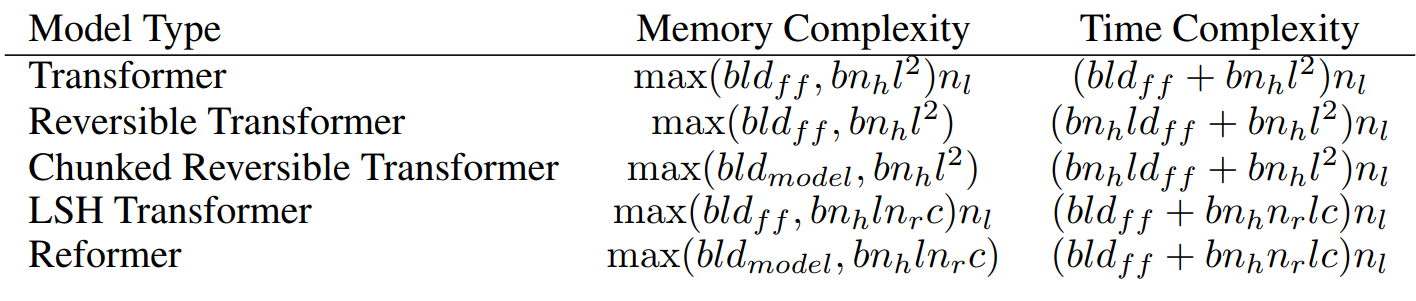 Model Type Memory Complexity Time Complexity
Transformer max(bld_{ff}, bn_hl^2)n_l (bld_{ff} + bn_hl^2)n_l
Reversible Transformer max(bld_{ff}, bn_hl^2) (bn_hld_{ff} + bn_hl^2)n_l
Chunked Reversible Transformer max(bld_{model}, bn_hl^2) (bn_hld_{ff} + bn_hl^2)n_l
LSH Transformer max(bld_{ff}, bn_hln_rc)n_l (bld_{ff} + bn_hn_rlc)n_l
Reformer max(bld_{model}, bn_hln_rc) (bld_{ff} + bn_hn_rlc)n_l